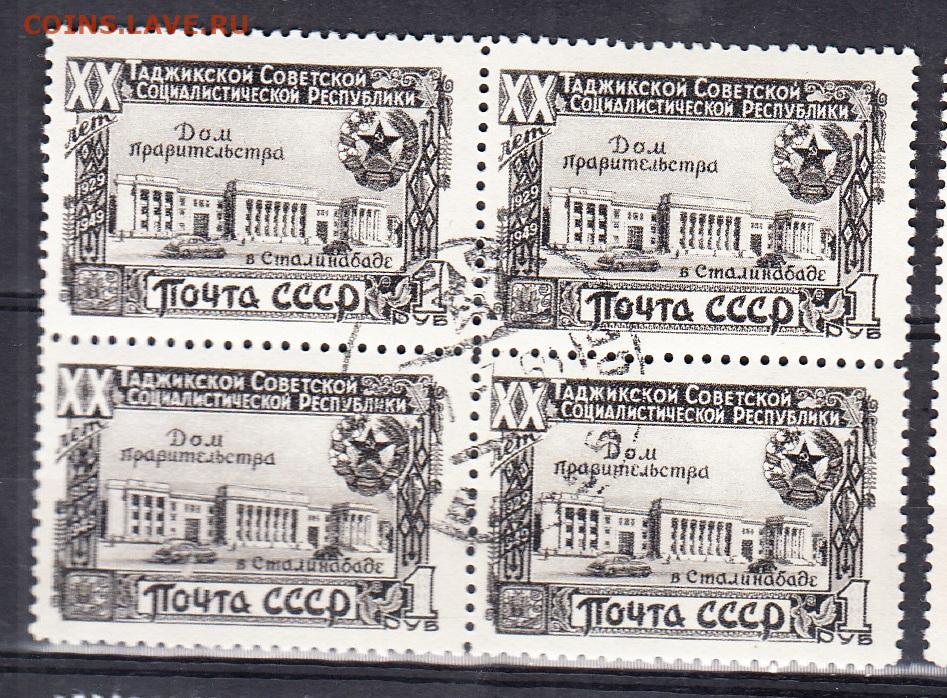 COINS.LAVE.RU
XX ТАДЖИКСКОЙ СОВЕТСКОЙ
СОЦИАЛИСТИЧЕСКОЙ РЕСПУБЛИКИ
лет
Дом
Правительства
1929
1949
в Сталинабаде
ПОЧТА СССР
1
РУБ
XX ТАДЖИКСКОЙ СОВЕТСКОЙ
СОЦИАЛИСТИЧЕСКОЙ РЕСПУБЛИКИ
лет
Дом
Правительства
1929
1949
в Сталинабаде
ПОЧТА СССР
1
РУБ
XX ТАДЖИКСКОЙ СОВЕТСКОЙ
СОЦИАЛИСТИЧЕСКОЙ РЕСПУБЛИКИ
лет
Дом
Правительства
в Сталинабаде
ПОЧТА СССР
1
РУБ
XX ТАДЖИКСКОЙ СОВЕТСКОЙ
СОЦИАЛИСТИЧЕСКОЙ РЕСПУБЛИКИ
лет
Дом
Правительства
1929
в Сталинабаде
ПОЧТА СССР
1
РУБ